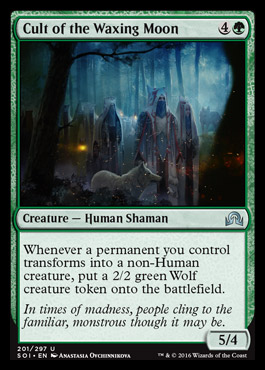 Cult of the Waxing Moon 4
Creature — Human Shaman
Whenever a permanent you control
transforms into a non-Human
creature, put a 2/2 green Wolf
creature token onto the battlefield.
In times of madness, people cling to the
familiar, monstrous though it may be.
5/4
201/297 U
SOI • EN ANASTASIA OVCHINNIKOVA ™ & © 2016 Wizards of the Coast